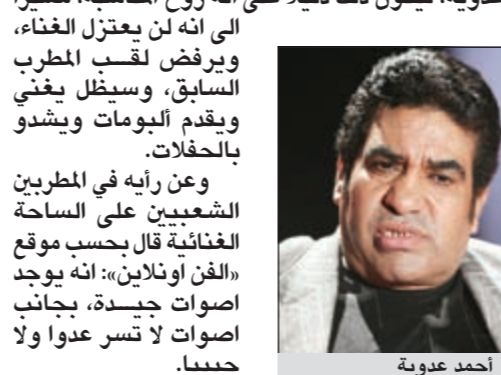 الى انه لن يعتزل الغناء،
ويرفض لقب المطرب
السابق، وسيظل يغني
ويقدم ألبومات ويشدو
بالحفلات.
وعن رأيه في المطربين
الشعبيين على الساحة
الغنائية قال بحسب موقع
«الفن اونلاين»: انه يوجد
اصوات جيدة، بجانب
اصوات لا تسر عدوا ولا
حبيبا.
أحمد عدوية